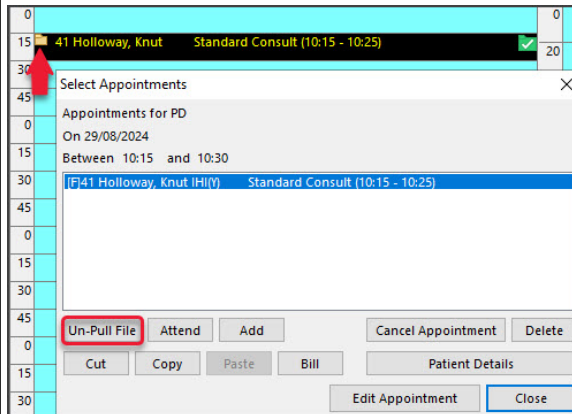 0
0
15 41 Holloway, Knut Standard Consult (10:15 - 10:25)
20
30
Select Appointments
45
Appointments for PD
0
On 29/08/2024
15
Between 10:15 and 10:30
30
[F]41 Holloway, Knut IHI(Y) Standard Consult (10:15 - 10:25)
45
0
15
30
45
Un-Pull File Attend Add Cancel Appointment Delete
0
Cut Copy Paste Bill Patient Details
15
30
Edit Appointment Close